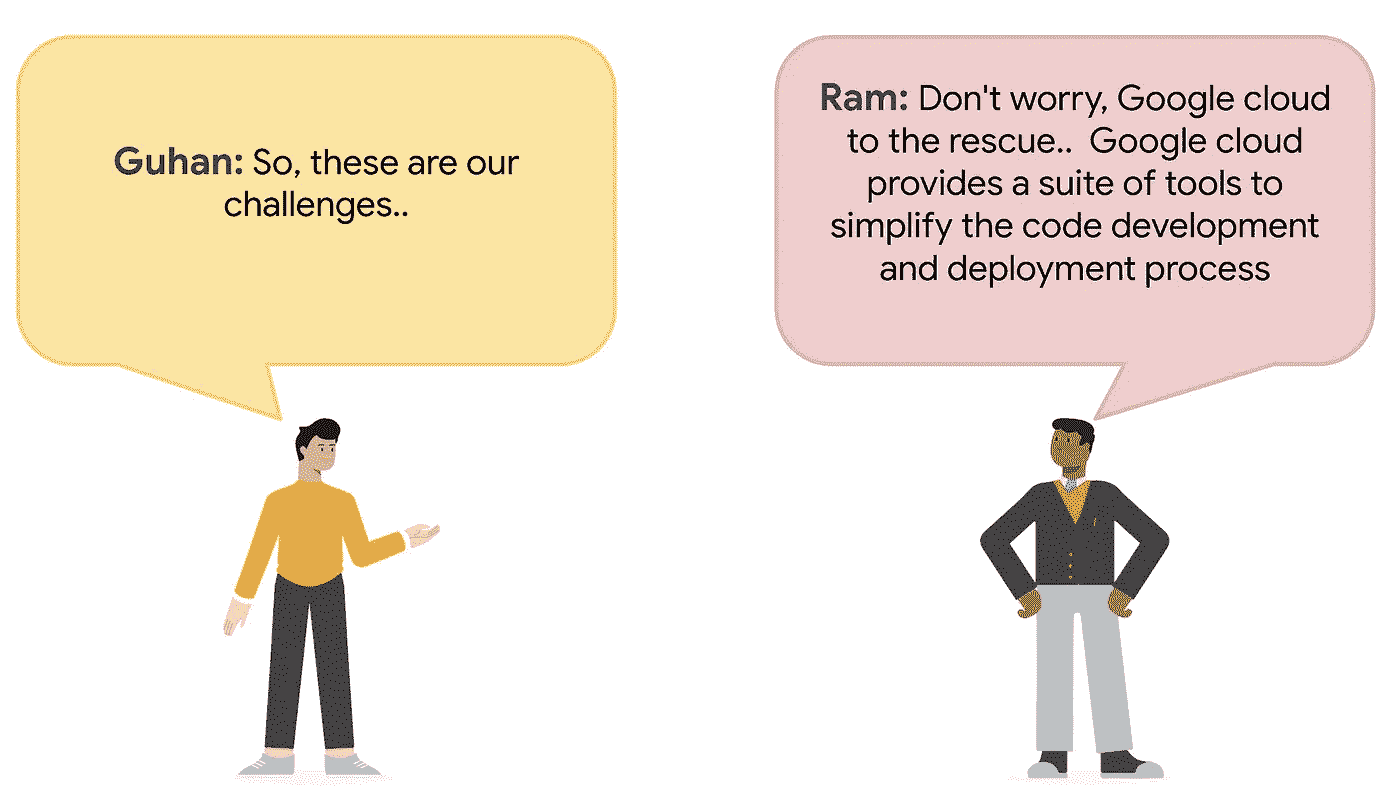 Guhan: So, these are our
challenges..
Ram: Don't worry, Google cloud
to the rescue..  Google cloud
provides a suite of tools to
simplify the code development
and deployment process